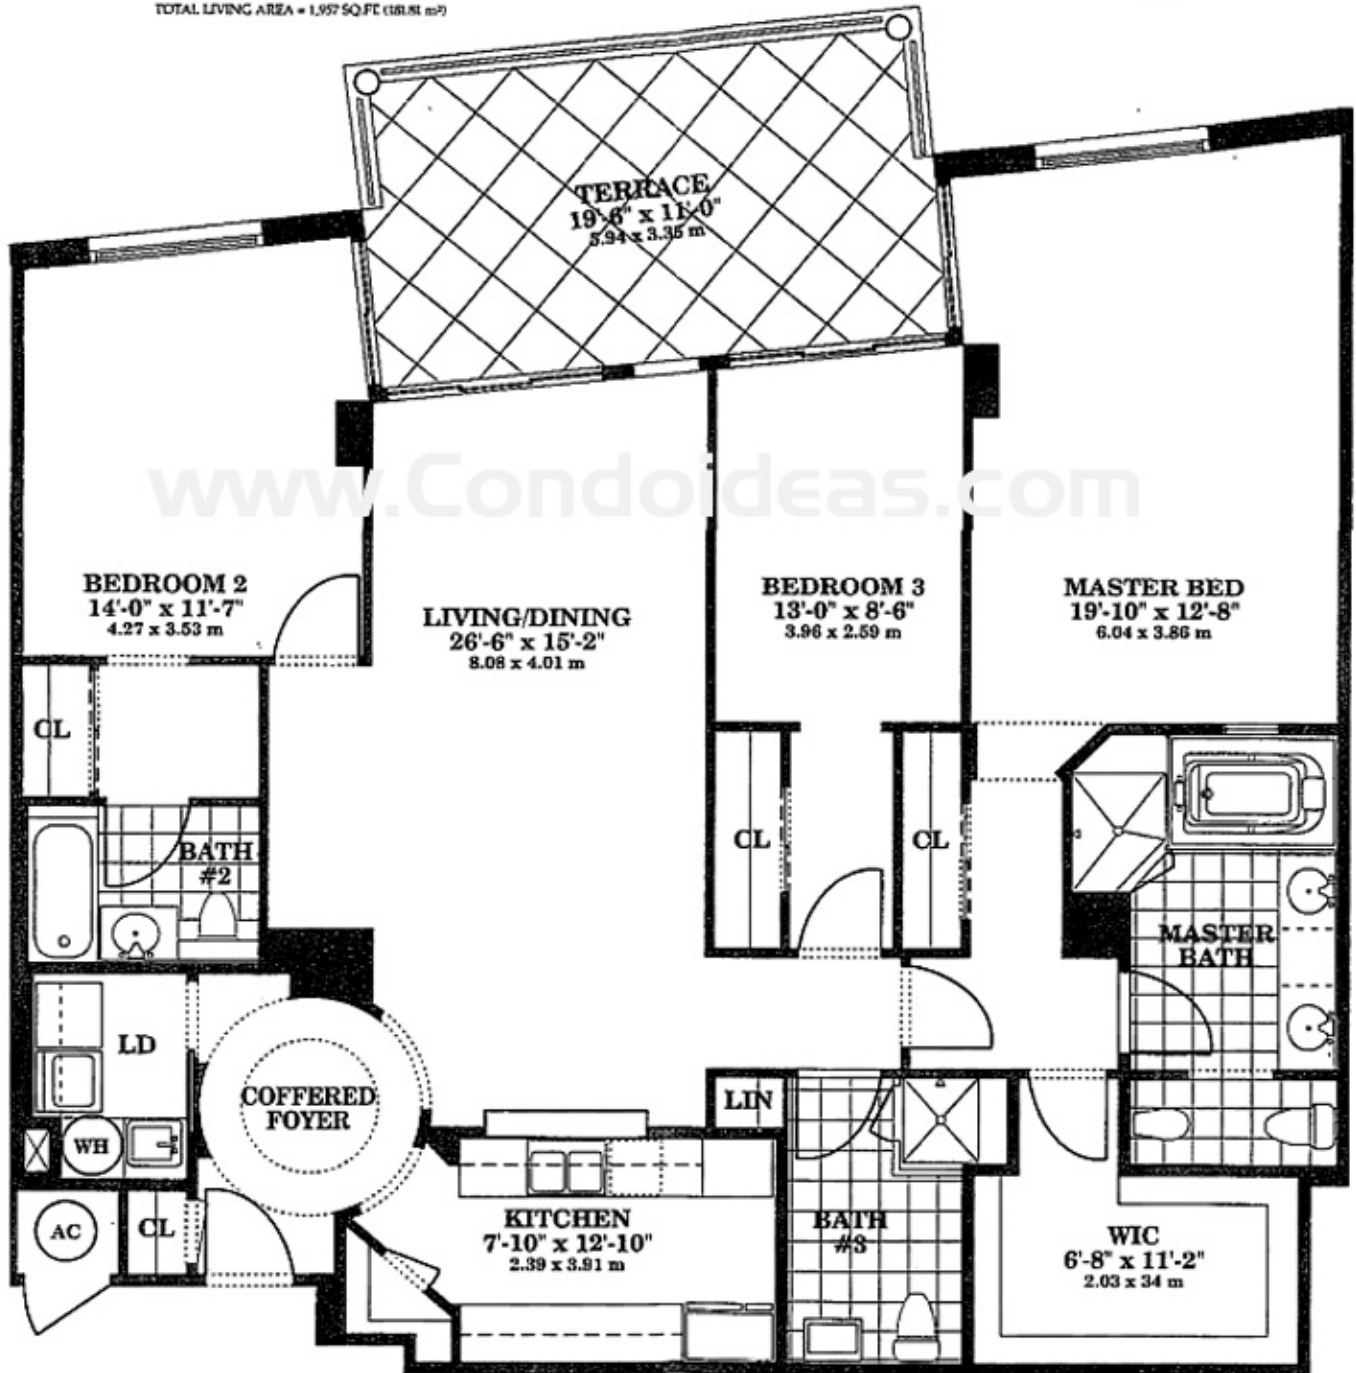 TOTAL LIVING AREA = 1,957 SQ.FT. (181.81 m²)
TERRACE
19'-6" x 11'-0"
5.94 x 3.35 m
www.Condoideas.com
BEDROOM 2
14'-0" x 11'-7"
4.27 x 3.53 m
LIVING/DINING
26'-6" x 15'-2"
8.08 x 4.01 m
BEDROOM 3
13'-0" x 8'-6"
3.96 x 2.59 m
MASTER BED
19'-10" x 12'-8"
6.04 x 3.86 m
CL
BATH
#2
CL
CL
MASTER
BATH
LD
COFFERED
FOYER
LIN
WH
AC
CL
KITCHEN
7'-10" x 12'-10"
2.39 x 3.91 m
BATH
#3
WIC
6'-8" x 11'-2"
2.03 x 34 m